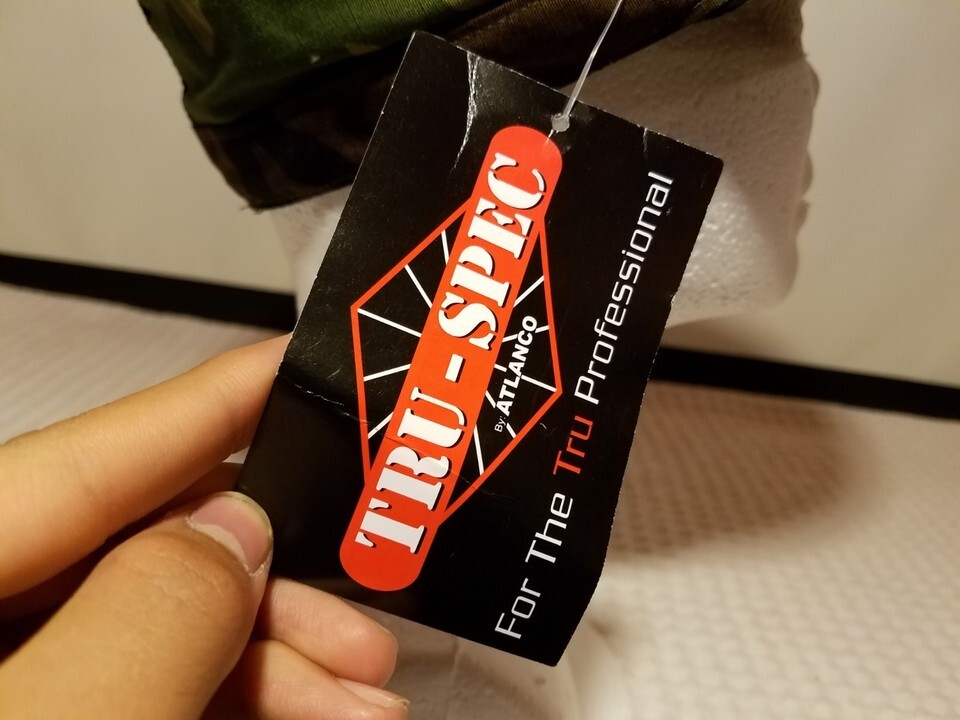 TRU-SPEC
By: ATLANCO
For The Tru Professional